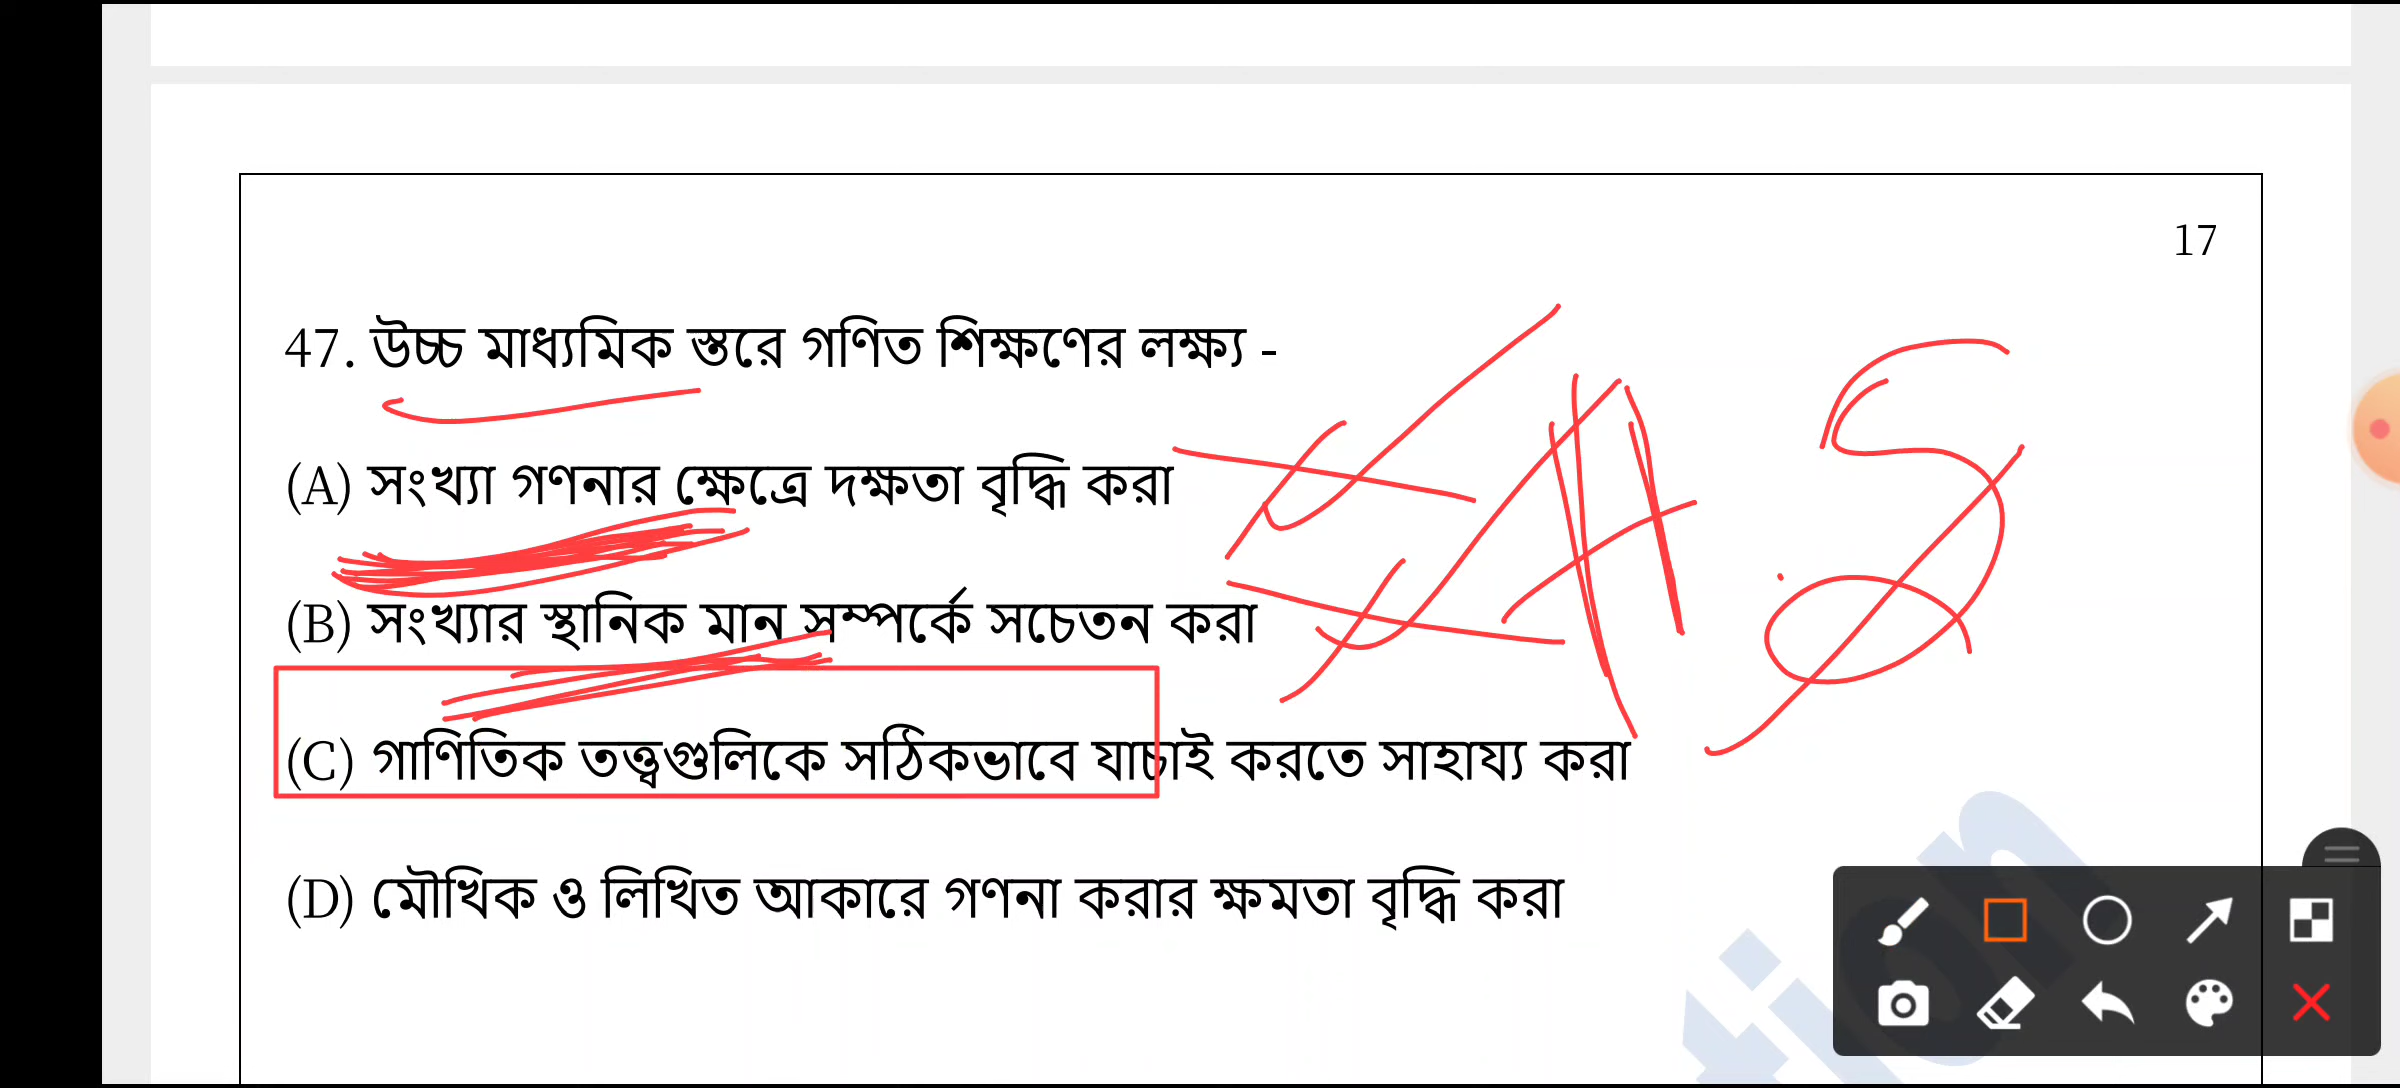 17
47. উচ্চ মাধ্যমিক স্তরে গণিত শিক্ষণের লক্ষ্য -
(A) সংখ্যা গণনার ক্ষেত্রে দক্ষতা বৃদ্ধি করা
(B) সংখ্যার স্থানিক মান সম্পর্কে সচেতন করা
(C) গাণিতিক তত্ত্বগুলিকে সঠিকভাবে যাচাই করতে সাহায্য করা
(D) মৌখিক ও লিখিত আকারে গণনা করার ক্ষমতা বৃদ্ধি করা
tion